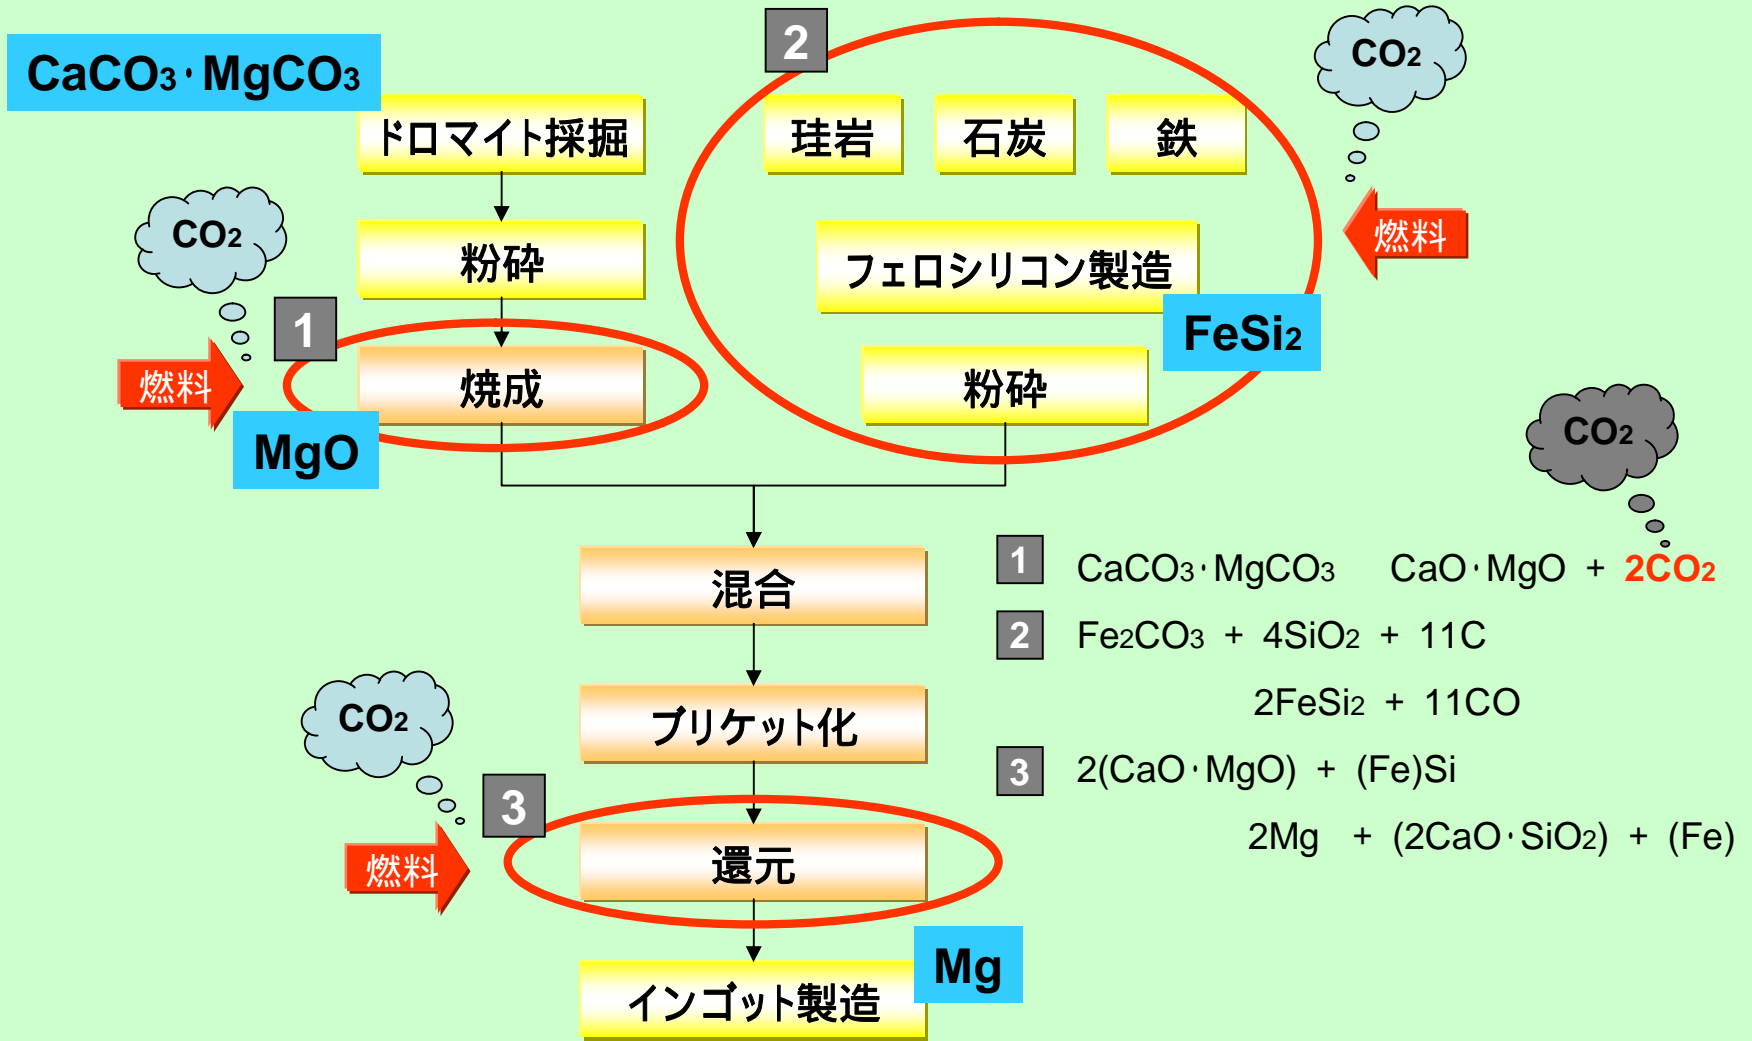 CaCO3·MgCO3
ドロマイト採掘
粉砕
CO2
1
燃料
焼成
MgO
2
珪岩
石炭
鉄
フェロシリコン製造
FeSi2
粉砕
CO2
燃料
混合
ブリケット化
CO2
3
燃料
還元
インゴット製造
Mg
CO2
1 CaCO3·MgCO3 CaO·MgO + 2CO2
2 Fe2CO3 + 4SiO2 + 11C
2FeSi2 + 11CO
3 2(CaO·MgO) + (Fe)Si
2Mg + (2CaO·SiO2) + (Fe)